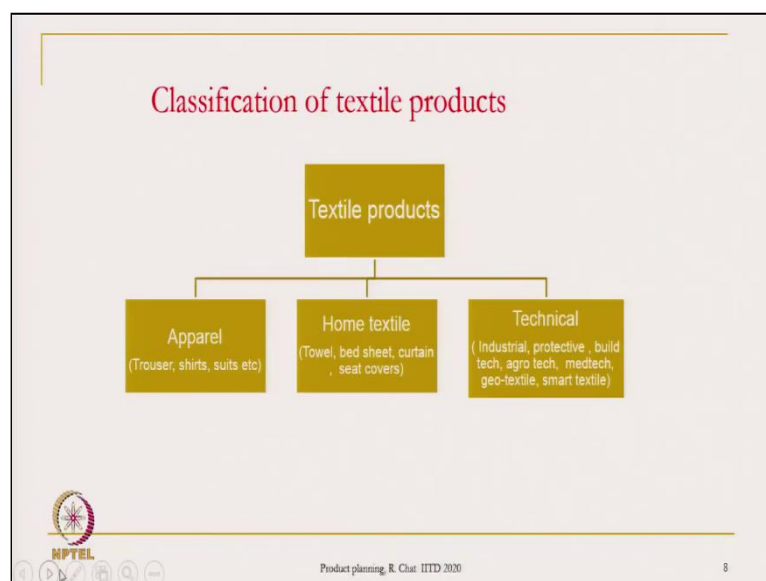 Classification of textile products
Textile products
Apparel
(Trouser, shirts, suits etc)
Home textile
(Towel, bed sheet, curtain
, seat covers)
Technical
( Industrial, protective , build
tech, agro tech, medtech,
geo-textile, smart textile)
NPTEL
Product planning, R. Chat IITD 2020
8